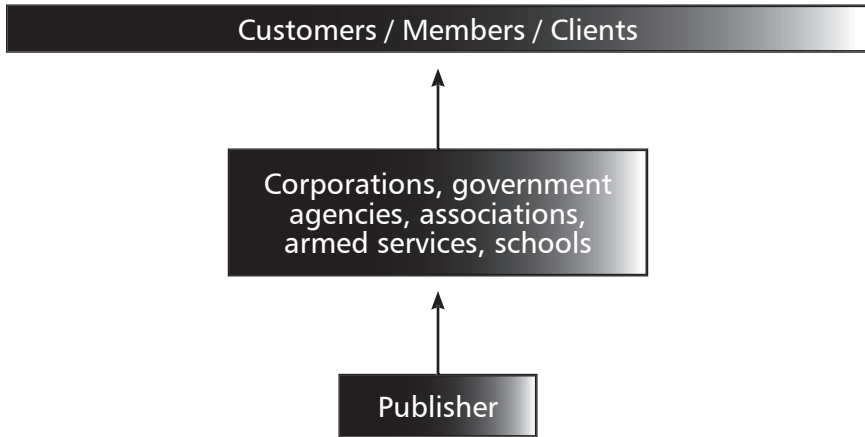 Customers / Members / Clients
Corporations, government
agencies, associations,
armed services, schools
Publisher